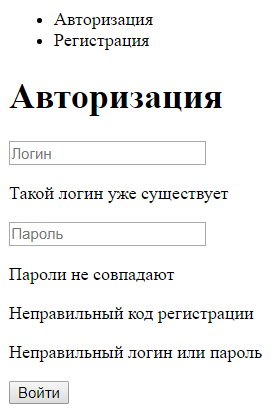 Авторизация
Регистрация
Авторизация
Логин
Такой логин уже существует
Пароль
Пароли не совпадают
Неправильный код регистрации
Неправильный логин или пароль
Войти